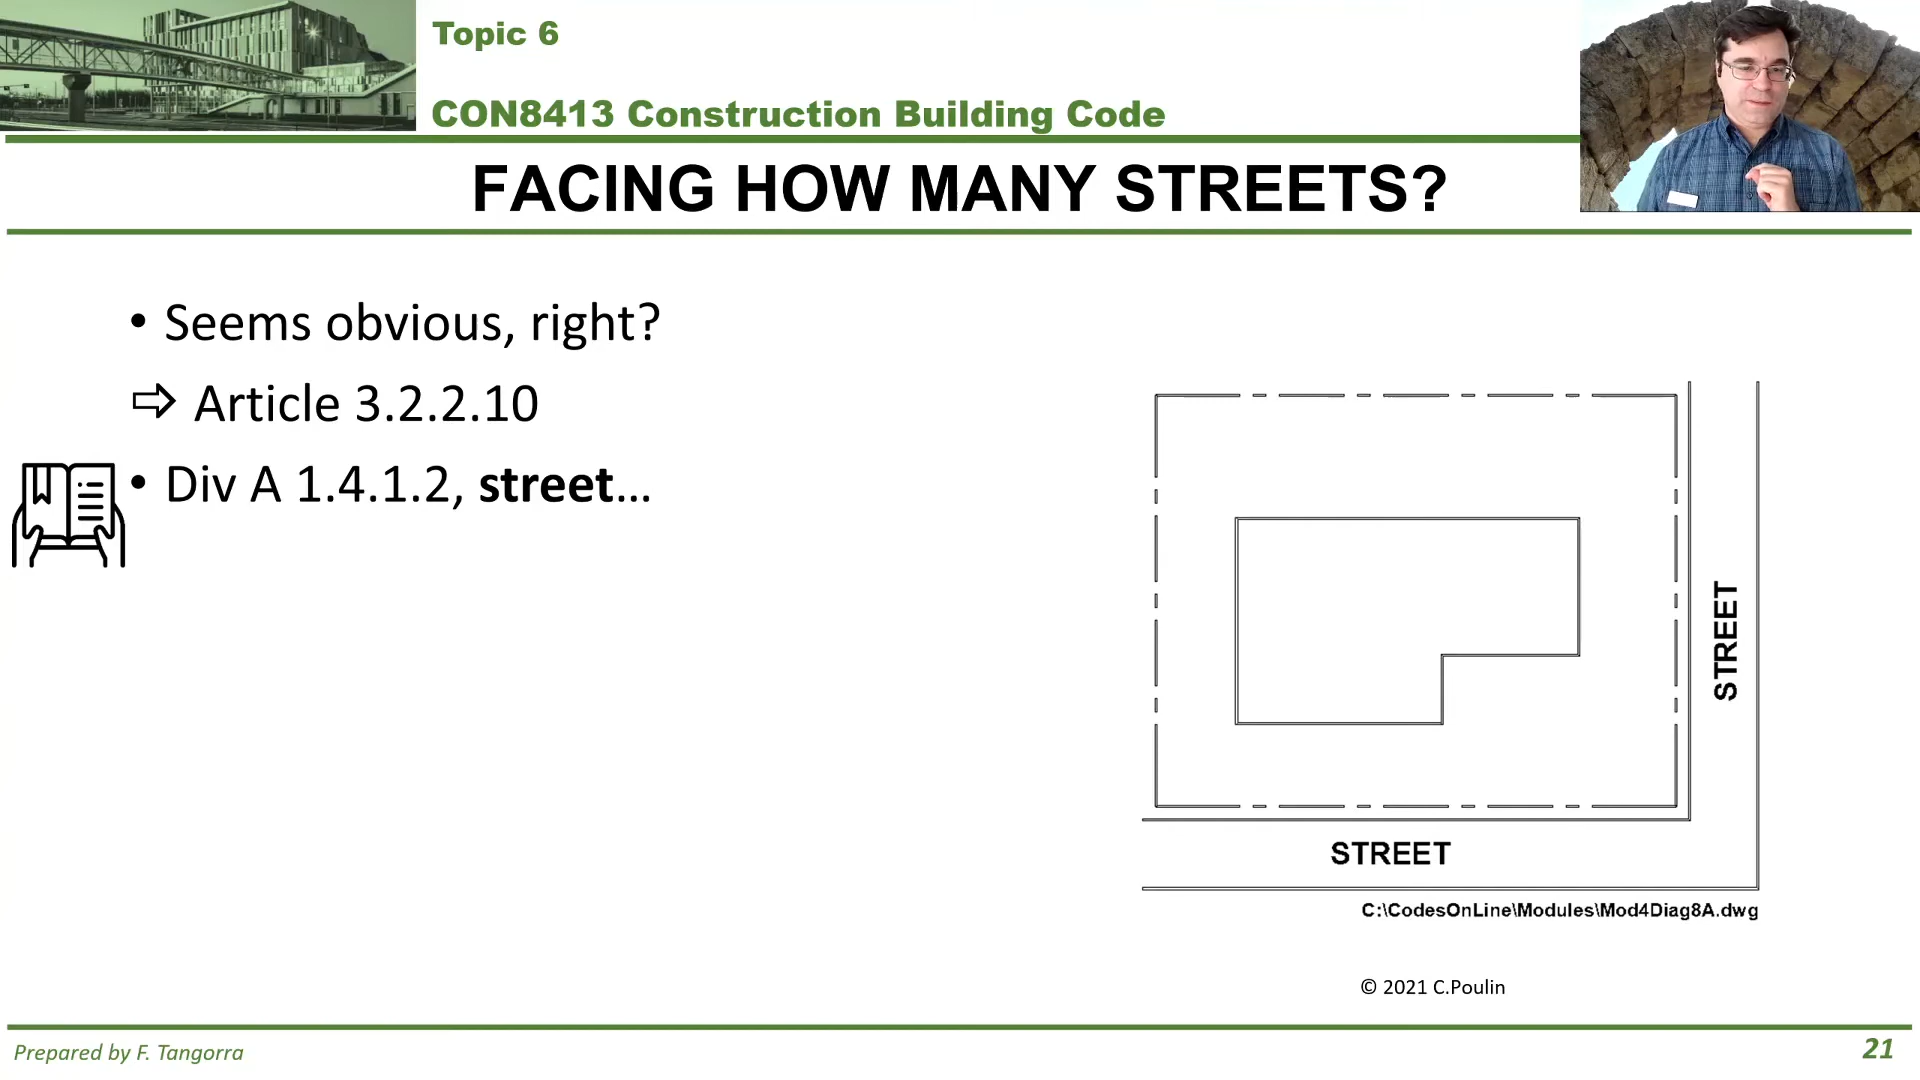 Topic 6
CON8413 Construction Building Code
FACING HOW MANY STREETS?
• Seems obvious, right?
⇨ Article 3.2.2.10
• Div A 1.4.1.2, street…
STREET
STREET
C:\CodesOnLine\Modules\Mod4Diag8A.dwg
© 2021 C.Poulin
Prepared by F. Tangorra
21